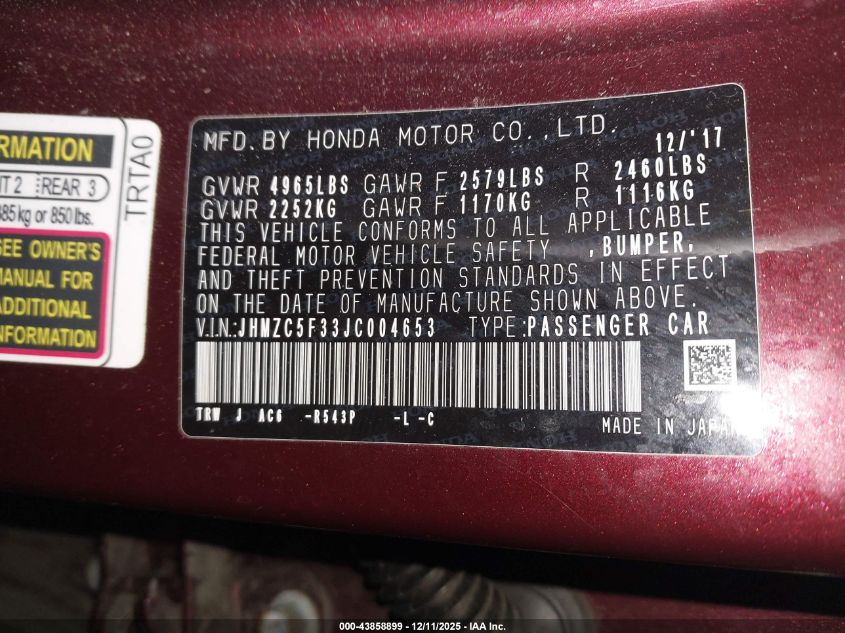 RMATION
T 2 REAR 3
385kg or 850 lbs.
SEE OWNER'S
MANUAL FOR
ADDITIONAL
INFORMATION
TRTA0
MFD. BY HONDA MOTOR CO., LTD. 12/'17
GVWR 4965LBS GAWR F 2579LBS R 2460LBS
GVWR 2252KG GAWR F 1170KG R 1116KG
THIS VEHICLE CONFORMS TO ALL APPLICABLE
FEDERAL MOTOR VEHICLE SAFETY ,BUMPER,
AND THEFT PREVENTION STANDARDS IN EFFECT
ON THE DATE OF MANUFACTURE SHOWN ABOVE.
V.I.N.:JHMZC5F33JC004653 TYPE:PASSENGER CAR
TRW J AC6 -R543P -L -C
MADE IN JAPAN
000-43858899 - 12/11/2025 - IAA Inc.